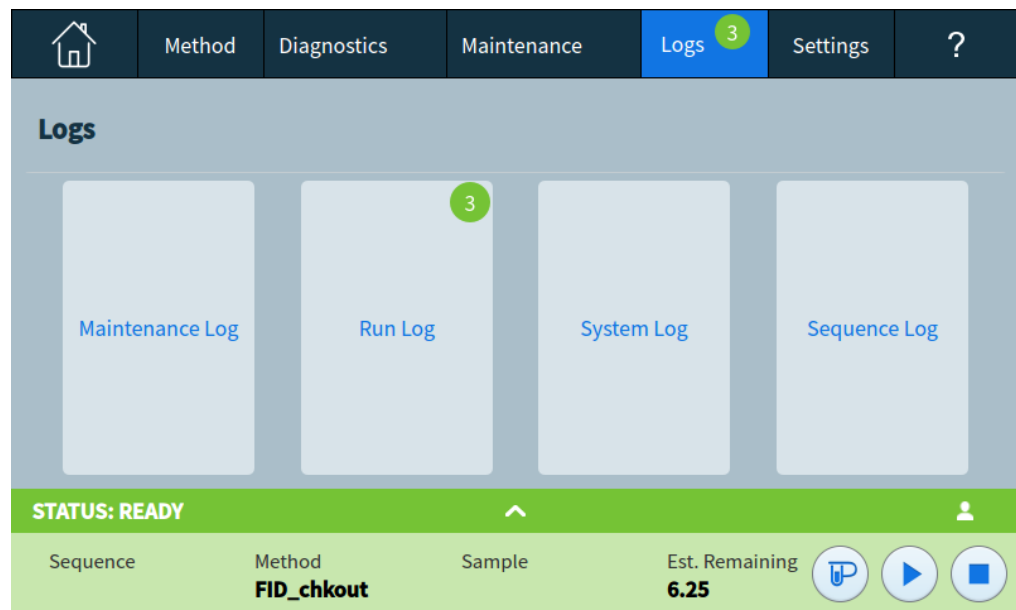 Method Diagnostics Maintenance Logs 3 Settings ?
Logs
3
Maintenance Log Run Log System Log Sequence Log
STATUS: READY
Sequence Method Sample Est. Remaining
FID_chkout 6.25